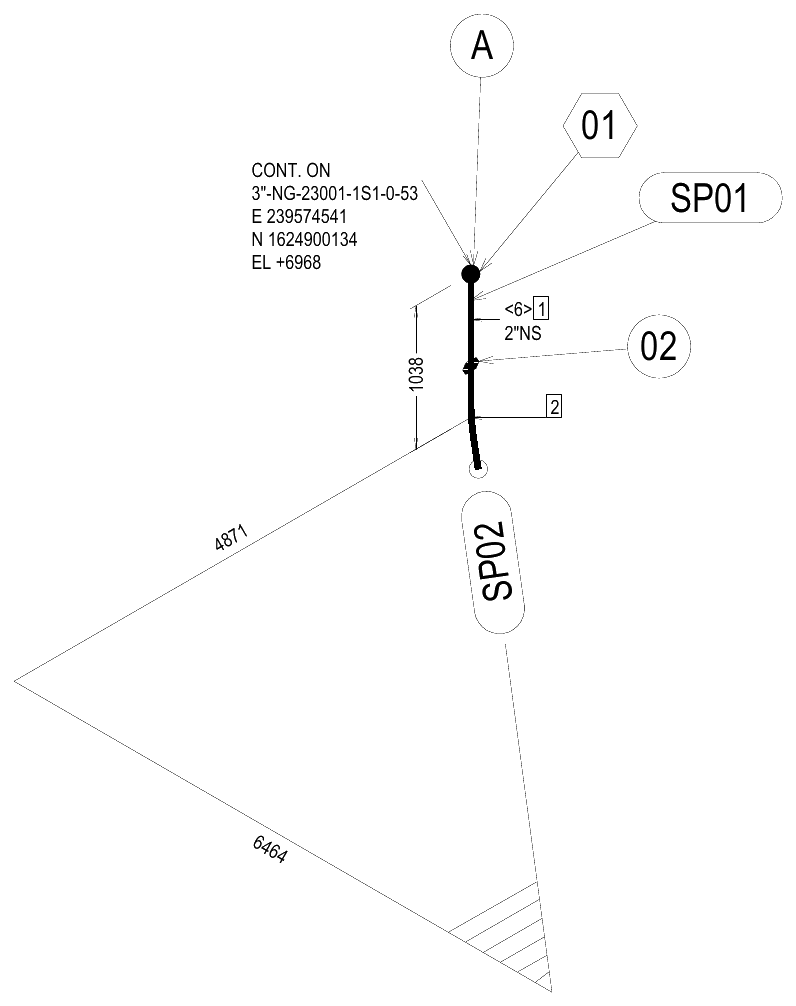 A
01
CONT. ON
3"-NG-23001-1S1-0-53
E 239574541
N 1624900134
EL +6968
SP01
<6> 1
2"NS
02
1038
2
4871
SP02
6464